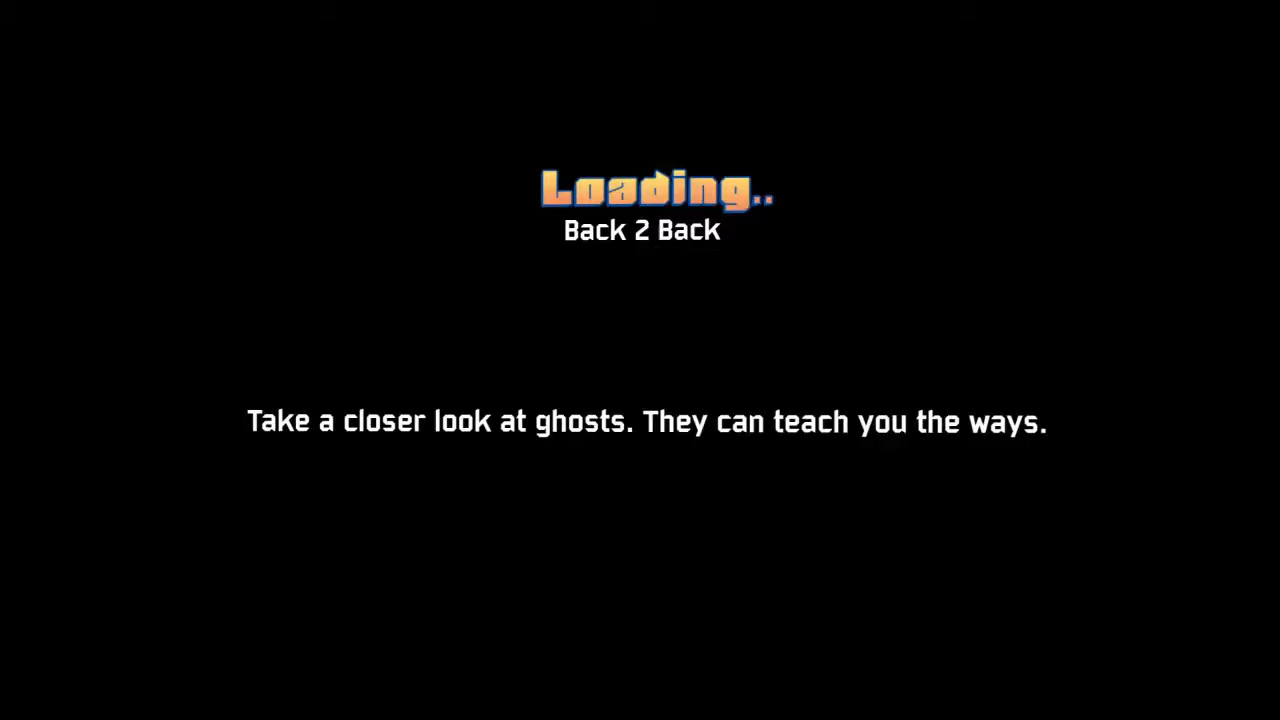 Loading..
Back 2 Back
Take a closer look at ghosts. They can teach you the ways.